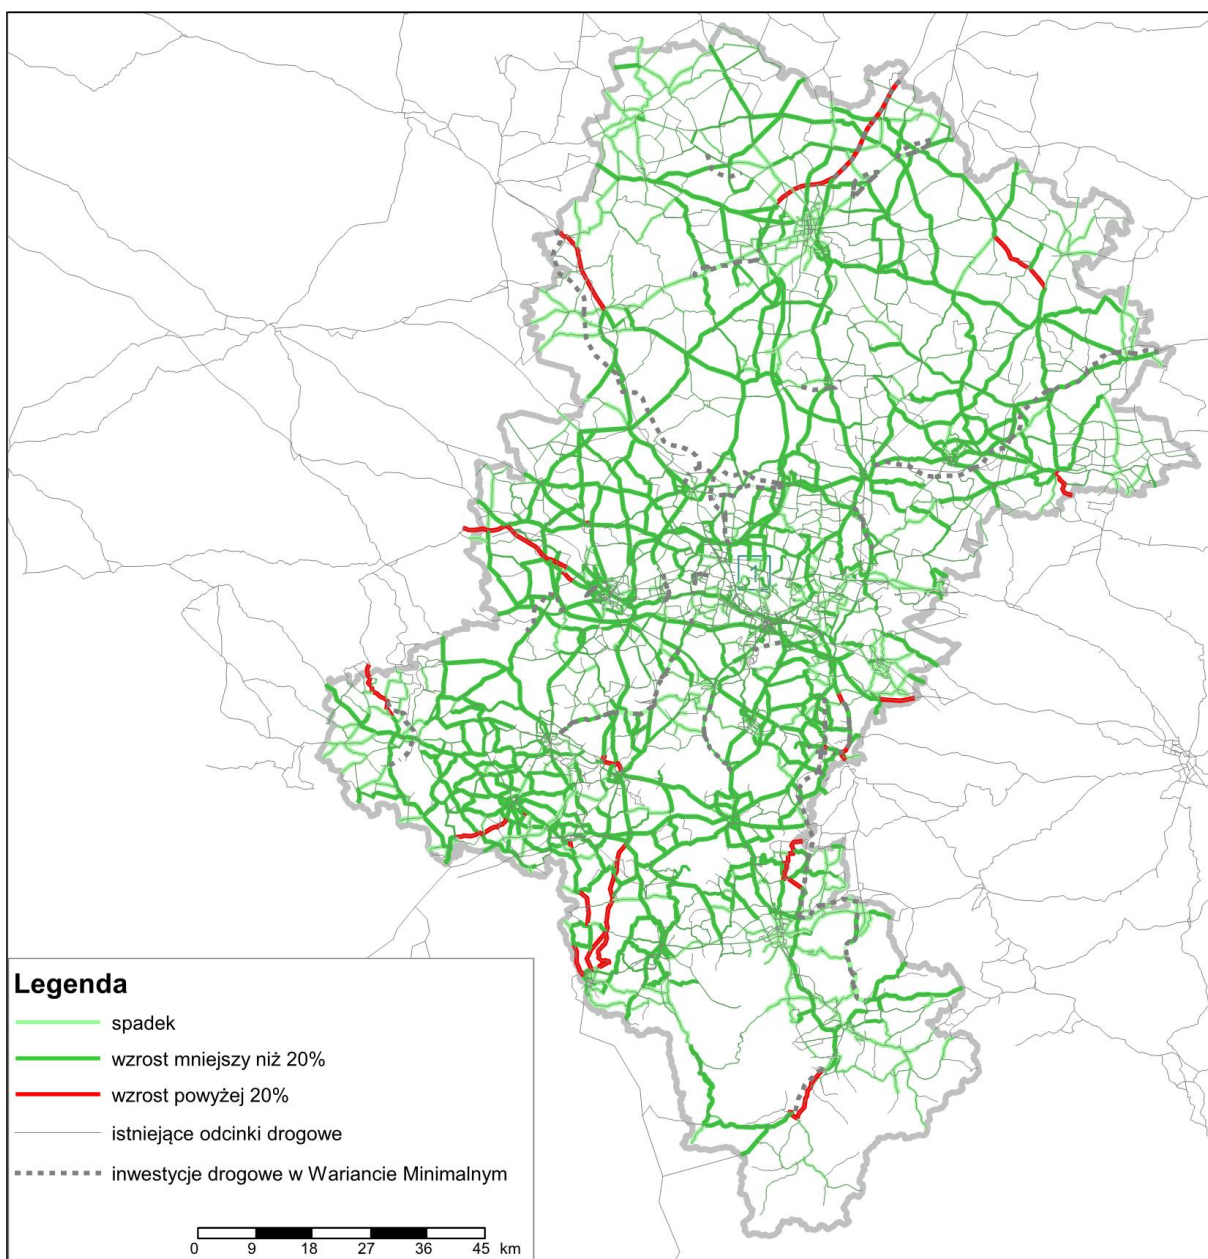 Legenda
spadek
wzrost mniejszy niż 20%
wzrost powyżej 20%
istniejące odcinki drogowe
inwestycje drogowe w Wariancie Minimalnym
0 9 18 27 36 45 km